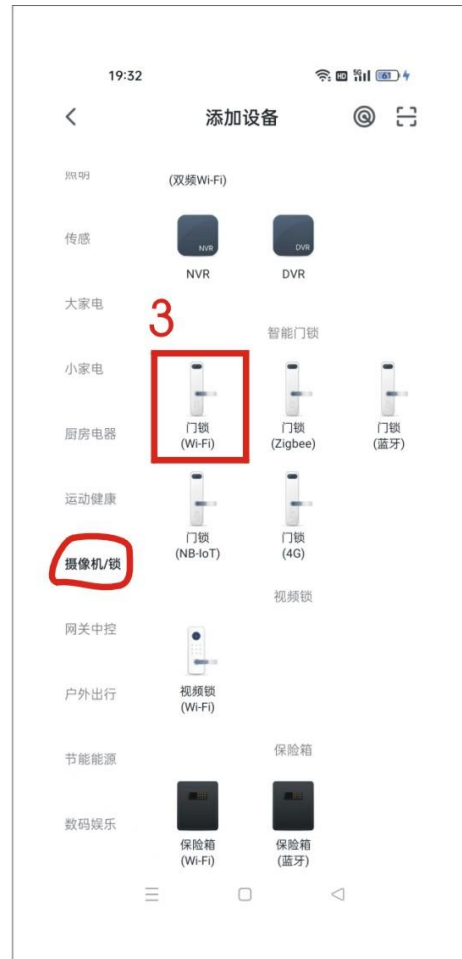 19:32
HD 5G 61
添加设备
照明
(双频Wi-Fi)
传感
NVR
DVR
NVR
DVR
大家电
3
智能门锁
小家电
门锁
(Wi-Fi)
门锁
(Zigbee)
门锁
(蓝牙)
厨房电器
运动健康
门锁
(NB-IoT)
门锁
(4G)
摄像机/锁
视频锁
网关中控
户外出行
视频锁
(Wi-Fi)
节能能源
保险箱
数码娱乐
保险箱
(Wi-Fi)
保险箱
(蓝牙)